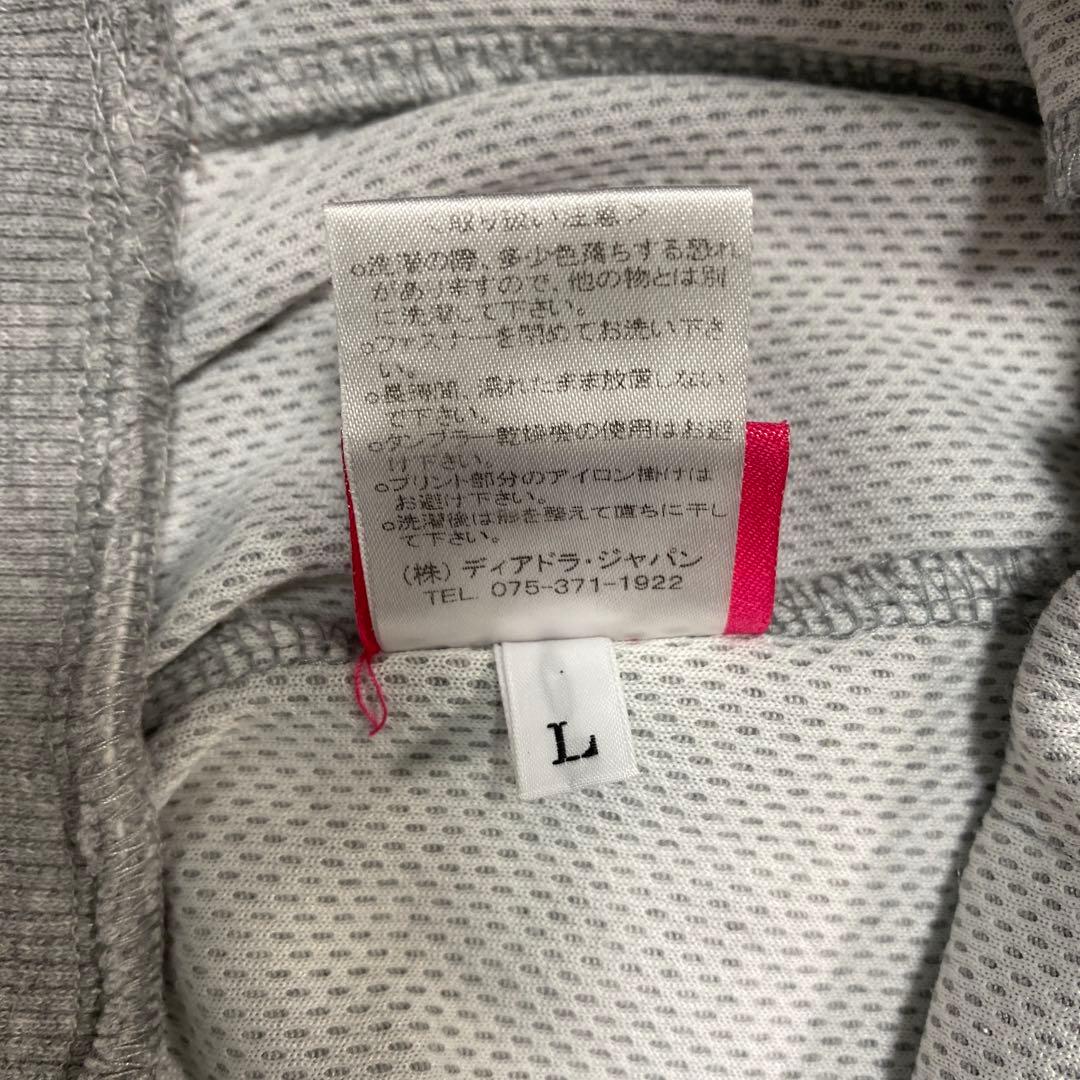 〈取り扱い注意〉
○洗濯の際、多少色落ちする恐れ
がありますので、他の物とは別
に洗濯して下さい。
○ファスナーを閉めてお洗い下さ
い。
○長時間、濡れたまま放置しない
で下さい。
○タンブラー乾燥機の使用はお避
け下さい。
○プリント部分のアイロン掛けは
お避け下さい。
○洗濯後は形を整えて直ちに干し
て下さい。
(株)ディアドラ・ジャパン
TEL. 075-371-1922
L